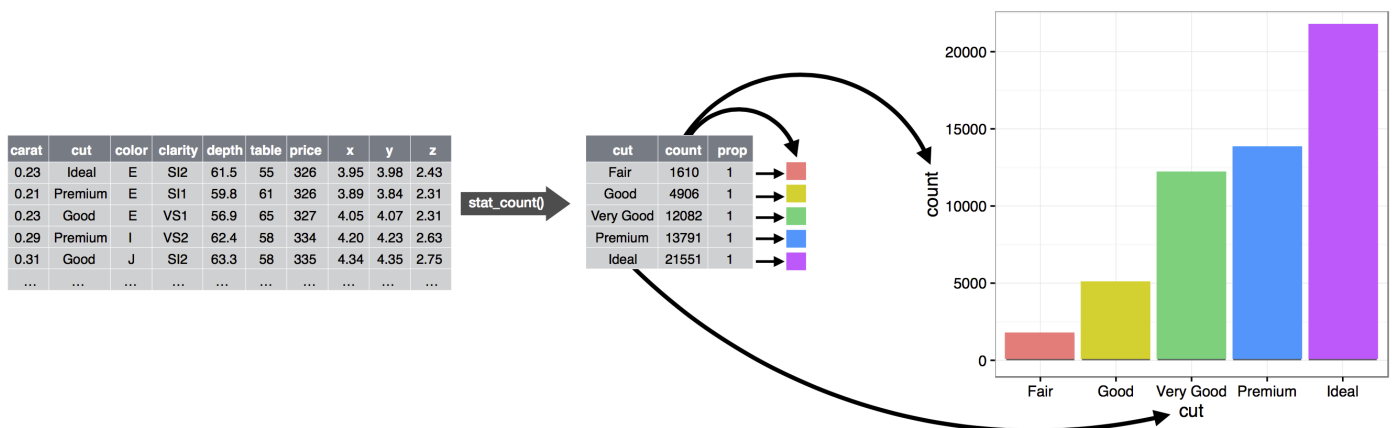 carat cut color clarity depth table price x y z
0.23 Ideal E SI2 61.5 55 326 3.95 3.98 2.43
0.21 Premium E SI1 59.8 61 326 3.89 3.84 2.31
0.23 Good E VS1 56.9 65 327 4.05 4.07 2.31
0.29 Premium I VS2 62.4 58 334 4.20 4.23 2.63
0.31 Good J SI2 63.3 58 335 4.34 4.35 2.75
... ... ... ... ... ... ... ... ... ...
stat_count()
cut count prop
Fair 1610 1
Good 4906 1
Very Good 12082 1
Premium 13791 1
Ideal 21551 1
count
20000
15000
10000
5000
0
Fair Good Very Good Premium Ideal
cut